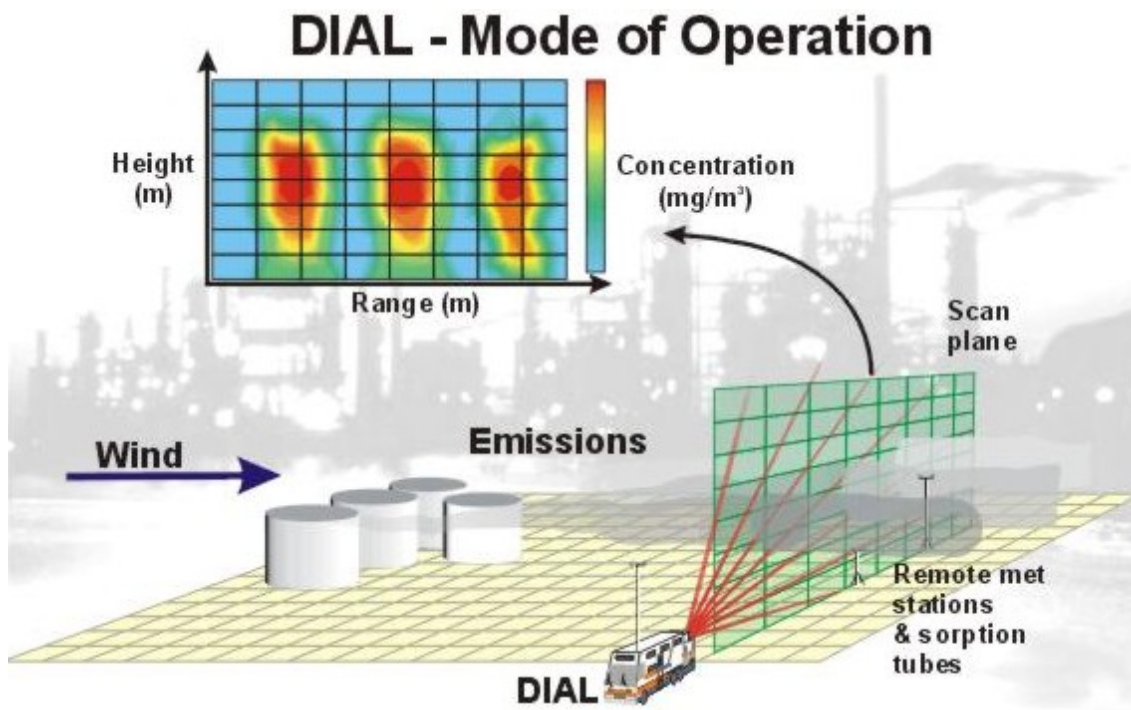 DIAL - Mode of Operation
Height
(m)
Concentration
(mg/m³)
Range (m)
Scan
plane
Wind
Emissions
Remote met
stations
& sorption
tubes
DIAL